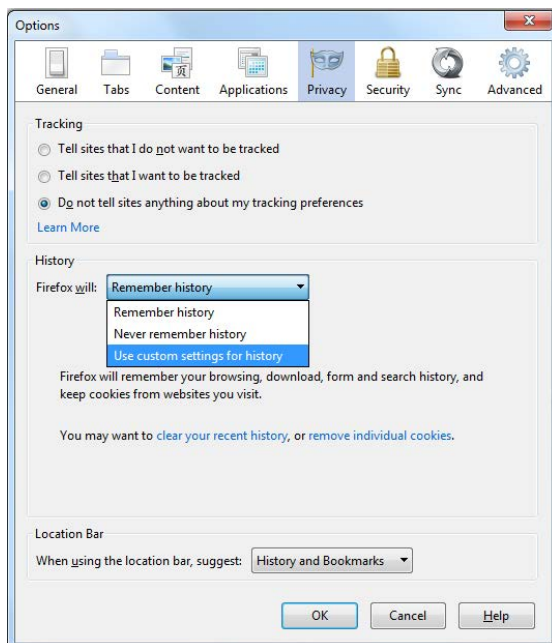 Options
General Tabs Content Applications Privacy Security Sync Advanced
Tracking
Tell sites that I do not want to be tracked
Tell sites that I want to be tracked
Do not tell sites anything about my tracking preferences
Learn More
History
Firefox will: Remember history
Remember history
Never remember history
Use custom settings for history
Firefox will remember your browsing, download, form and search history, and
keep cookies from websites you visit.
You may want to clear your recent history, or remove individual cookies.
Location Bar
When using the location bar, suggest: History and Bookmarks
OK Cancel Help